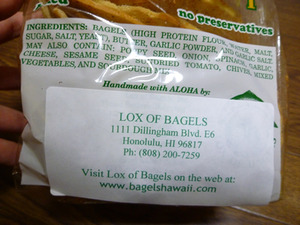 no preservatives
INGREDIENTS: BAGELS, (HIGH PROTEIN FLOUR, WATER, MALT,
SUGAR, SALT, YEAST), BUTTER, GARLIC POWDER, AND GARLIC SALT.
MAY ALSO CONTAIN: POPPY SEED, ONION, SPINACH, GARLIC,
CHEESE, SESAME SEED, SUNDRIED TOMATO, CHIVES, MIXED
VEGETABLES, AND SOURDOUGH
Handmade with ALOHA by:
LOX OF BAGELS
1111 Dillingham Blvd. E6
Honolulu, HI 96817
Ph: (808) 200-7259
Visit Lox of Bagels on the web at:
www.bagelshawaii.com